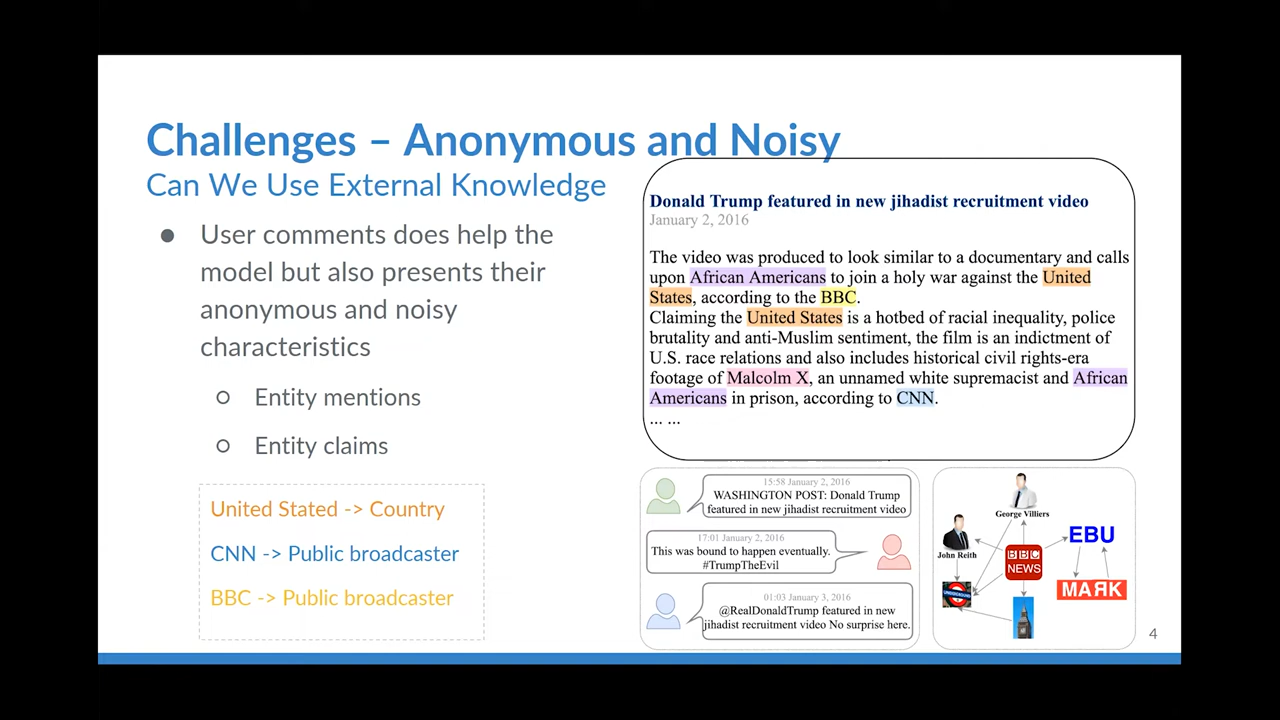 Challenges – Anonymous and Noisy
Can We Use External Knowledge
● User comments does help the
model but also presents their
anonymous and noisy
characteristics
○ Entity mentions
○ Entity claims
United Stated -> Country
CNN -> Public broadcaster
BBC -> Public broadcaster
Donald Trump featured in new jihadist recruitment video
January 2, 2016
The video was produced to look similar to a documentary and calls
upon African Americans to join a holy war against the United
States, according to the BBC.
Claiming the United States is a hotbed of racial inequality, police
brutality and anti-Muslim sentiment, the film is an indictment of
U.S. race relations and also includes historical civil rights-era
footage of Malcolm X, an unnamed white supremacist and African
Americans in prison, according to CNN.
... ...
15:58 January 2, 2016
WASHINGTON POST: Donald Trump
featured in new jihadist recruitment video
17:01 January 2, 2016
This was bound to happen eventually.
#TrumpTheEvil
01:03 January 3, 2016
@RealDonaldTrump featured in new
jihadist recruitment video No surprise here.
George Villiers
John Reith
BBC
NEWS
EBU
МАЯК
UNDERGROUND
4